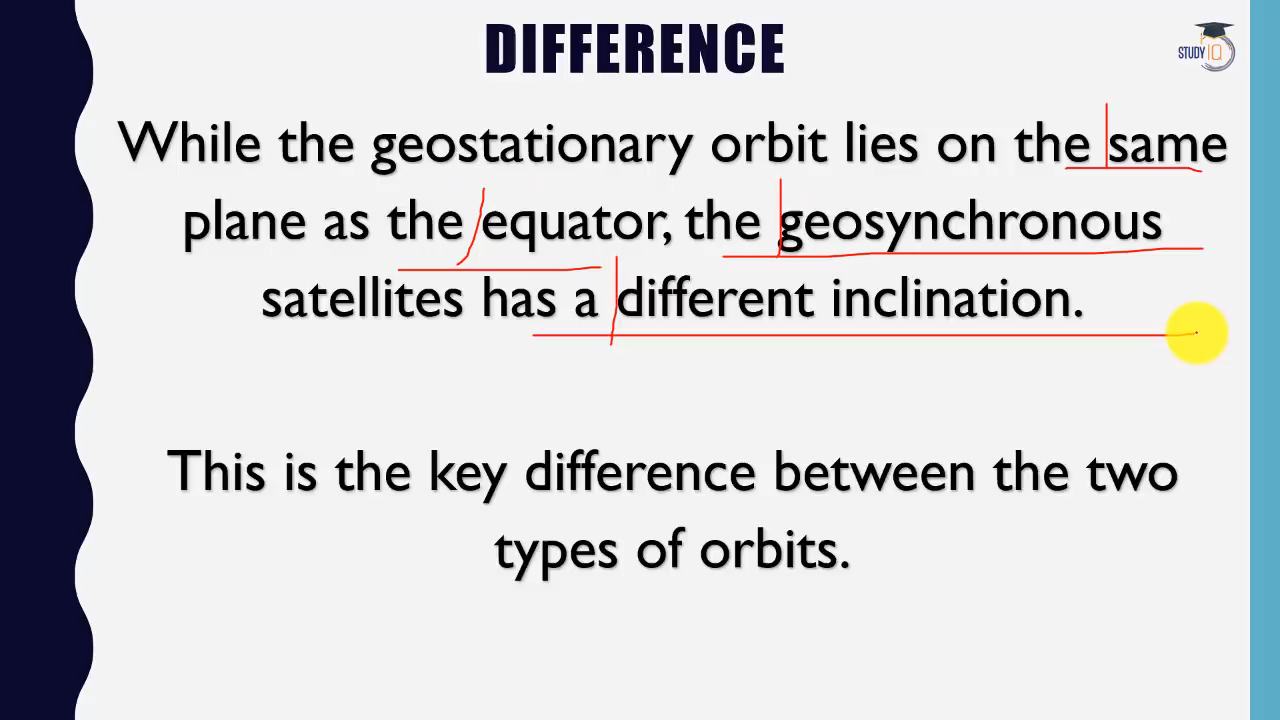 DIFFERENCE
STUDY IQ
While the geostationary orbit lies on the same
plane as the equator, the geosynchronous
satellites has a different inclination.
This is the key difference between the two
types of orbits.